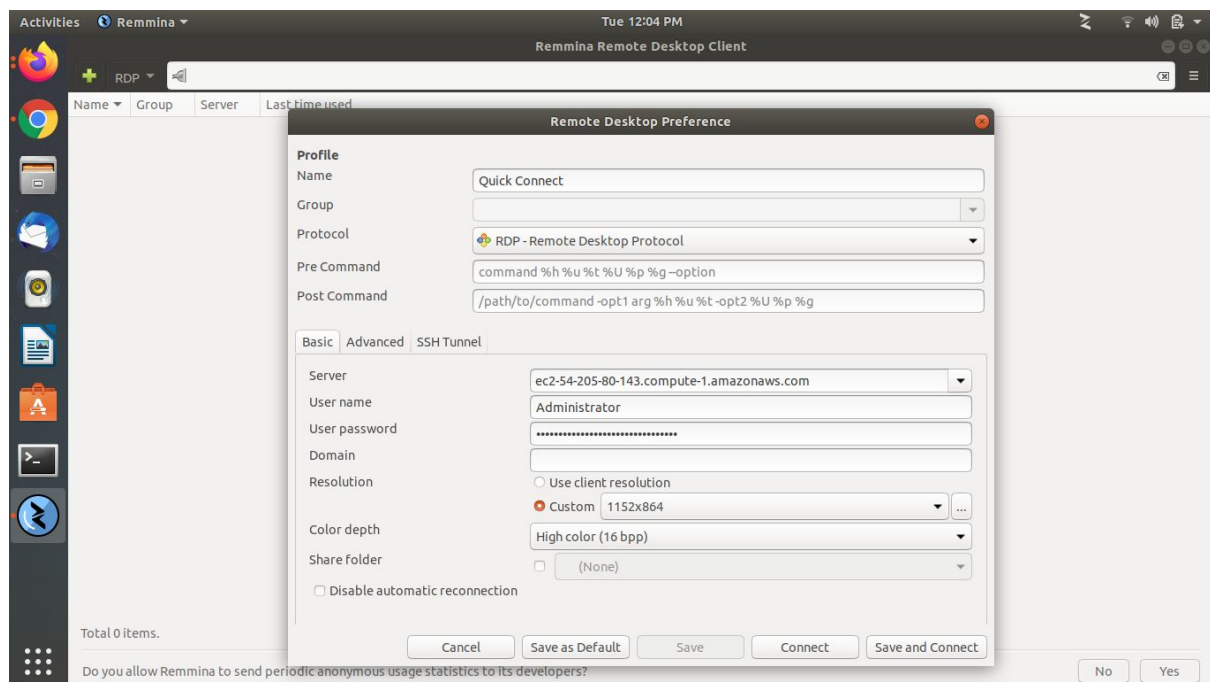 Activities Remmina Tue 12:04 PM
Remmina Remote Desktop Client
RDP
Name Group Server Last time used
Remote Desktop Preference
Profile
Name Quick Connect
Group
Protocol RDP - Remote Desktop Protocol
Pre Command command %h %u %t %U %p %g --option
Post Command /path/to/command -opt1 arg %h %u %t -opt2 %U %p %g
Basic Advanced SSH Tunnel
Server ec2-54-205-80-143.compute-1.amazonaws.com
User name Administrator
User password ••••••••••••••••••••••••••••••••
Domain
Resolution Use client resolution
Custom 1152x864 ...
Color depth High color (16 bpp)
Share folder (None)
Disable automatic reconnection
Total 0 items.
Cancel Save as Default Save Connect Save and Connect
Do you allow Remmina to send periodic anonymous usage statistics to its developers? No Yes